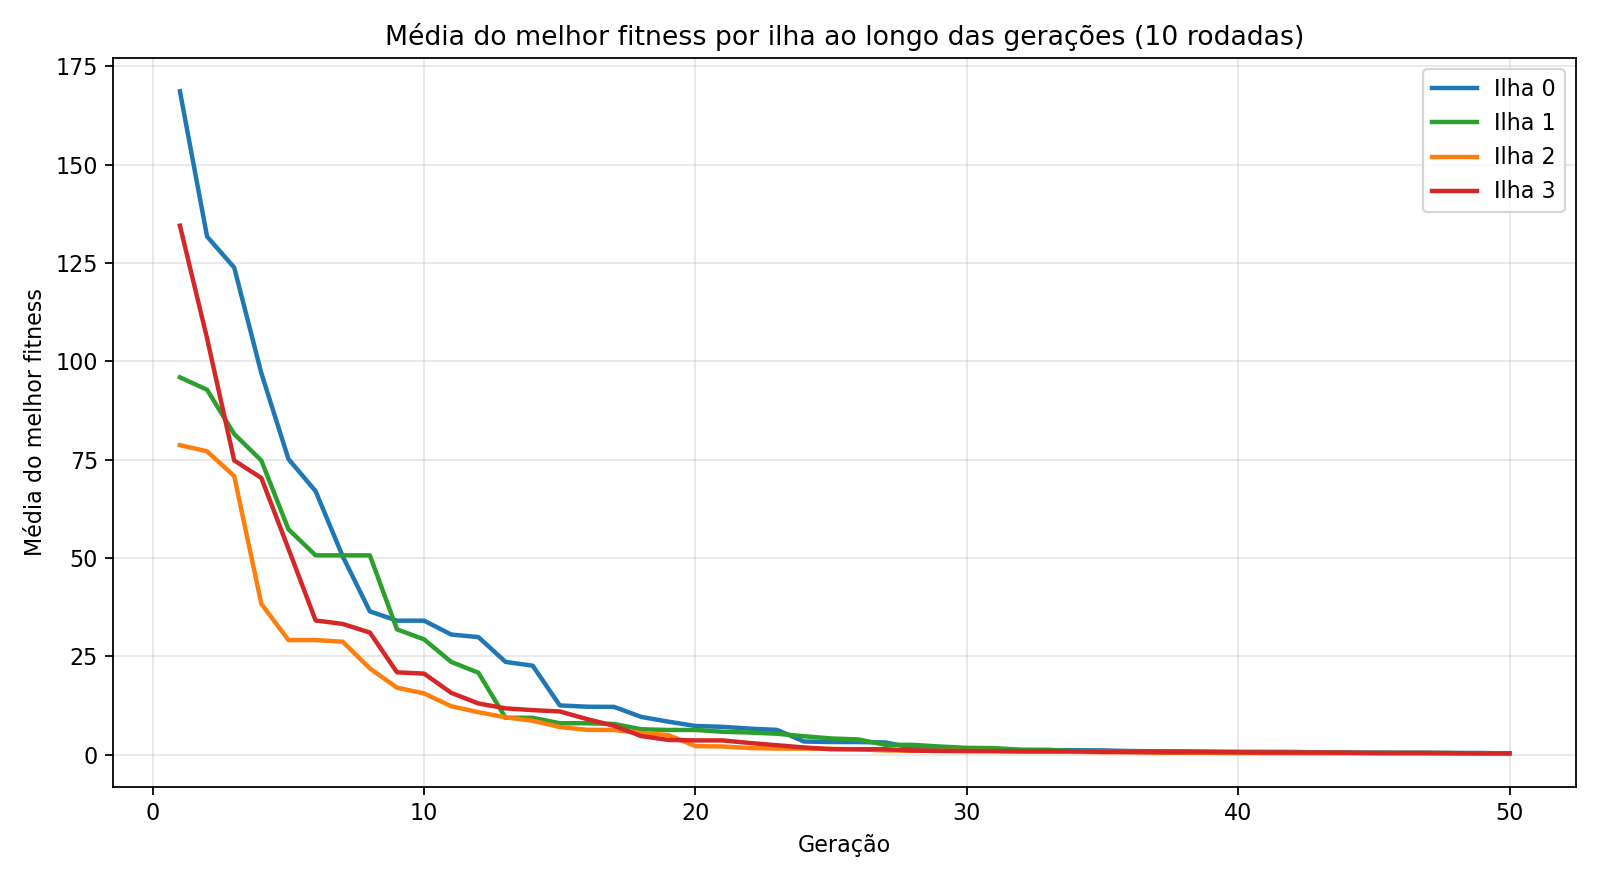 Média do melhor fitness por ilha ao longo das gerações (10 rodadas)
175
150
125
100
75
50
25
0
Média do melhor fitness
Ilha 0
Ilha 1
Ilha 2
Ilha 3
0 10 20 30 40 50
Geração